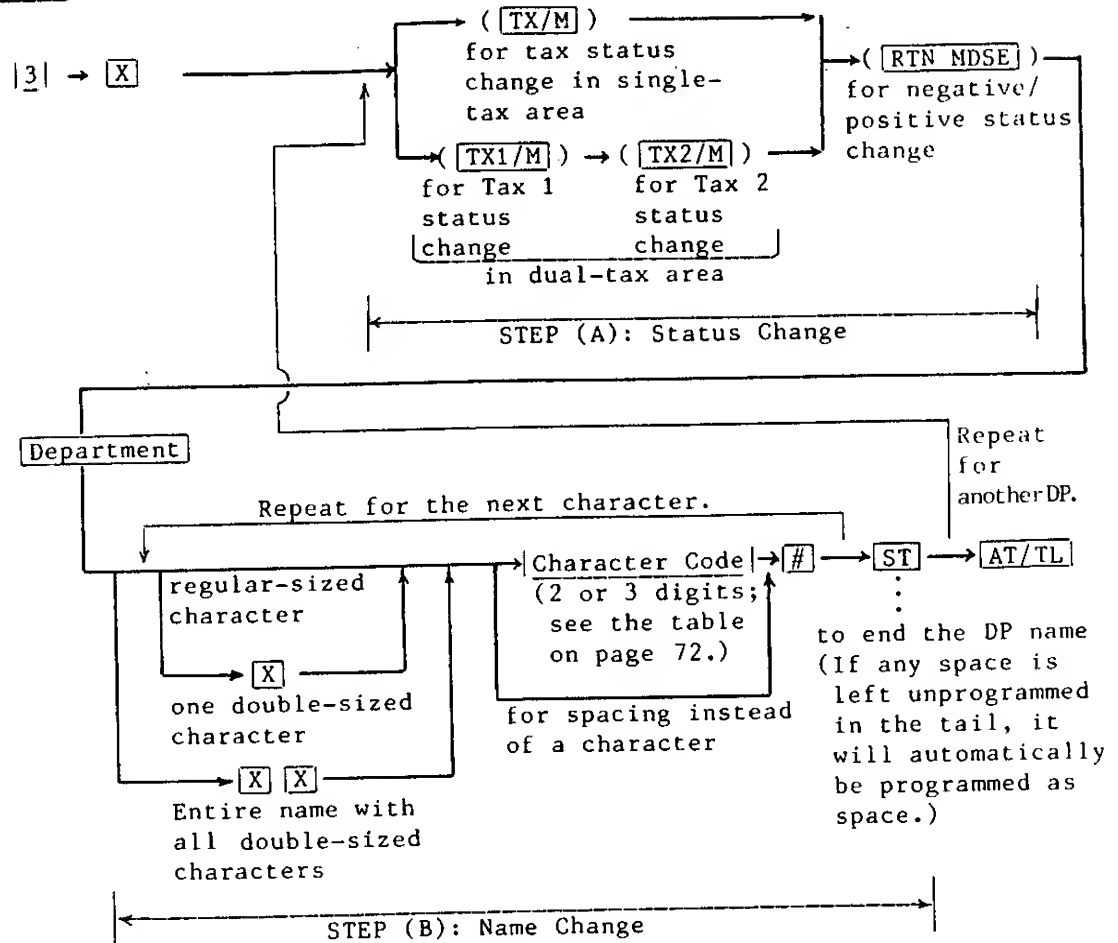 ( TX/M )
for tax status
change in single-
tax area
|3| → X
( RTN MDSE )
for negative/
positive status
change
( TX1/M ) → ( TX2/M )
for Tax 1
status
change
for Tax 2
status
change
in dual-tax area
STEP (A): Status Change
Department
Repeat
for
another DP.
Repeat for the next character.
regular-sized
character
X
one double-sized
character
X X
Entire name with
all double-sized
characters
|Character Code| → # → ST → AT/TL
(2 or 3 digits;
see the table
on page 72.)
for spacing instead
of a character
to end the DP name
(If any space is
left unprogrammed
in the tail, it
will automatically
be programmed as
space.)
STEP (B): Name Change